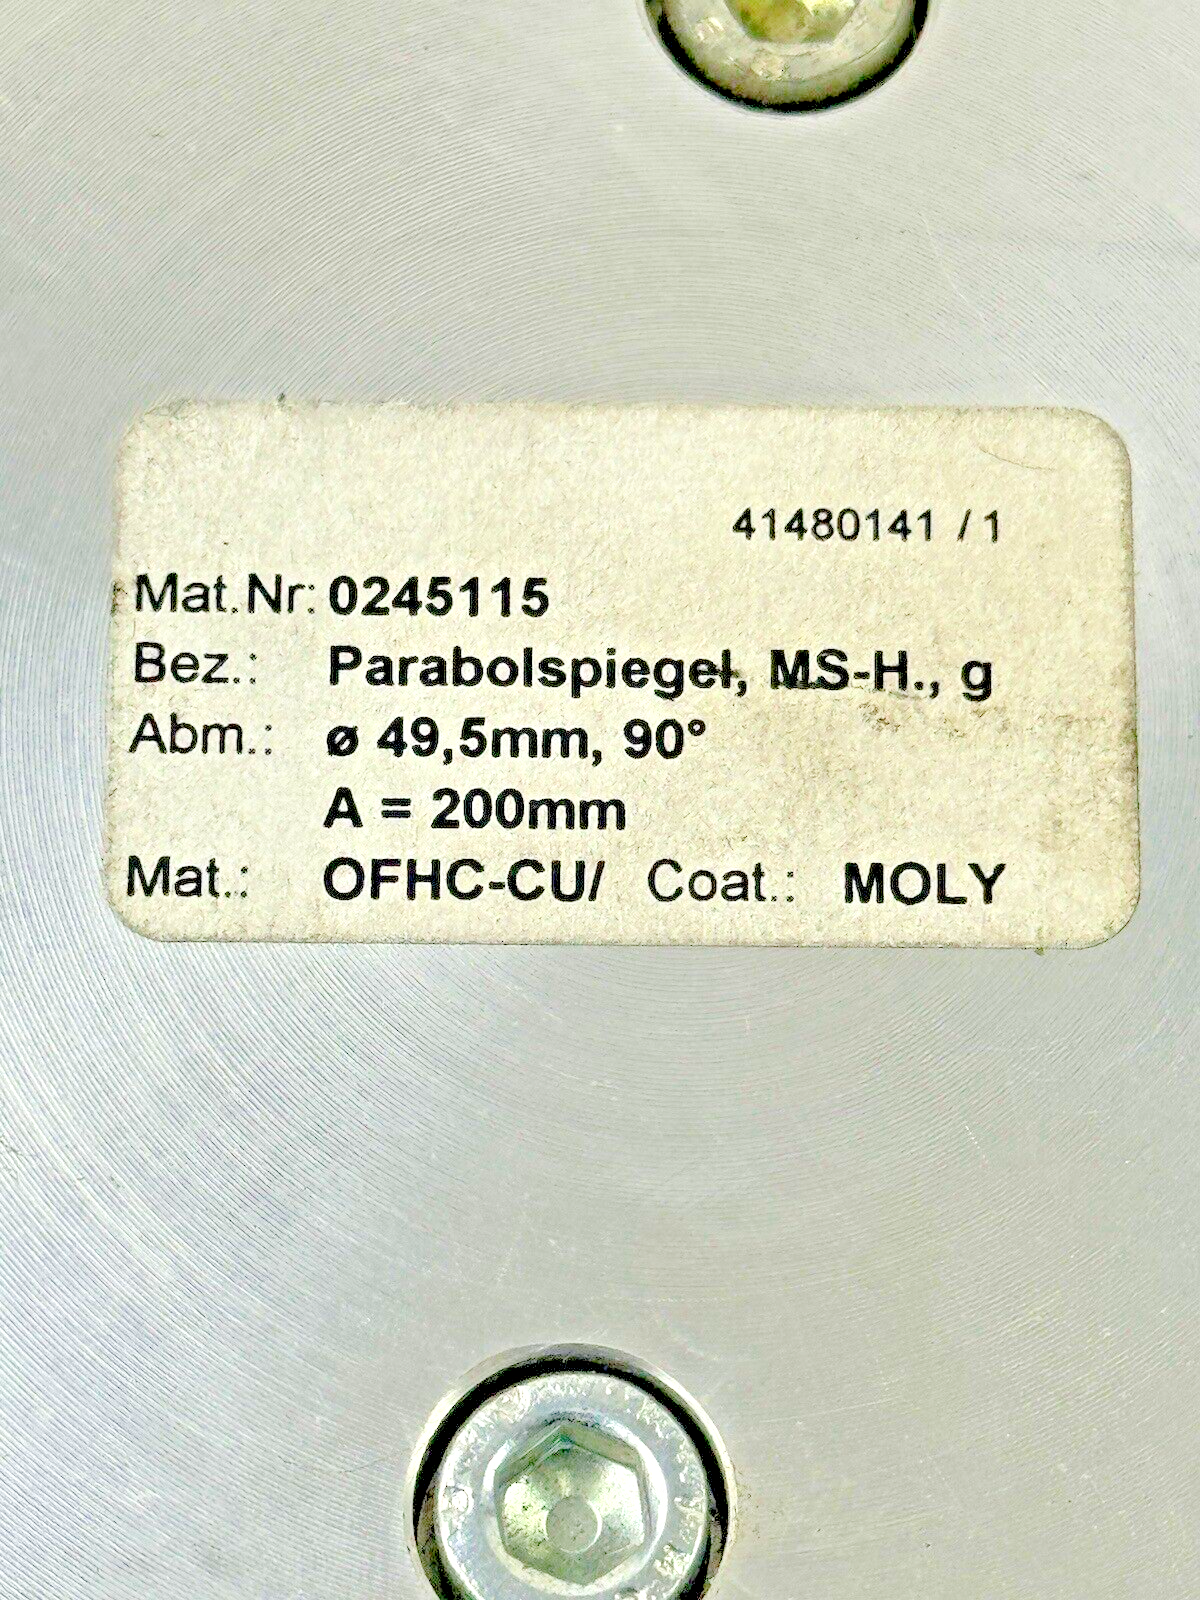 41480141 / 1
Mat.Nr: 0245115
Bez.: Parabolspiegel, MS-H., g
Abm.: ø 49,5mm, 90°
A = 200mm
Mat.: OFHC-CU/ Coat.: MOLY